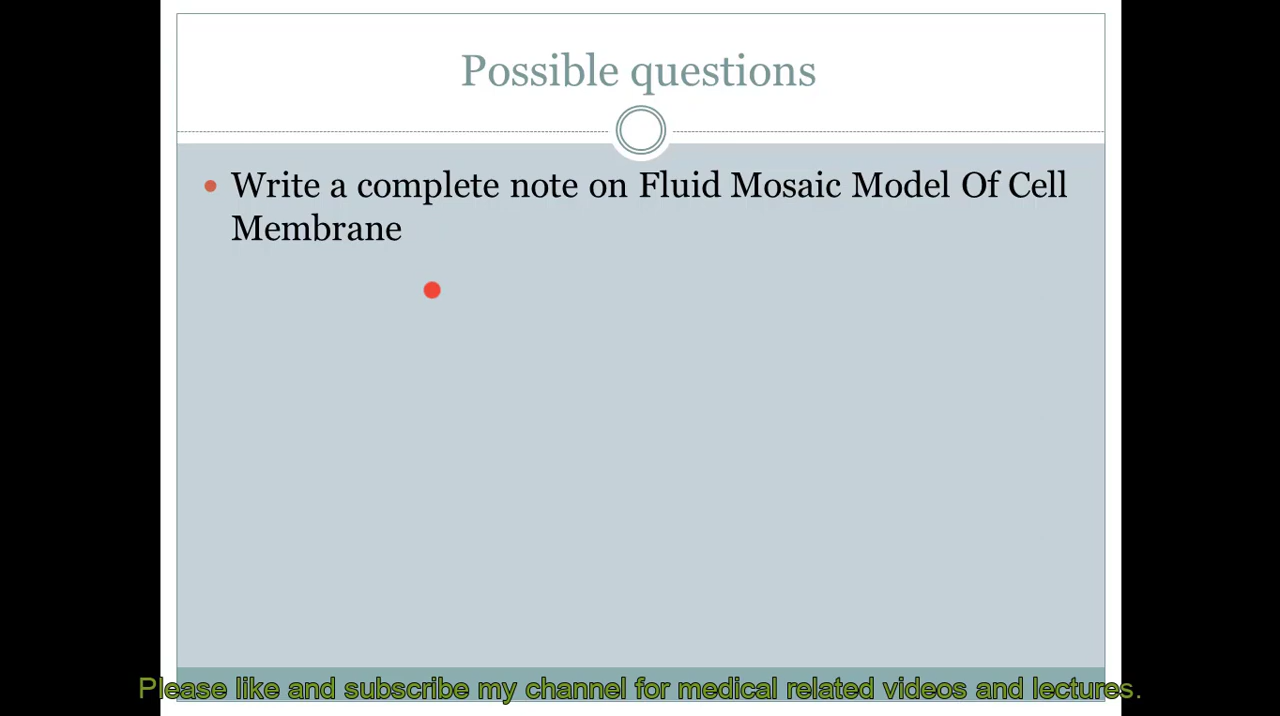 Possible questions
Write a complete note on Fluid Mosaic Model Of Cell
Membrane
Please like and subscribe my channel for medical related videos and lectures.